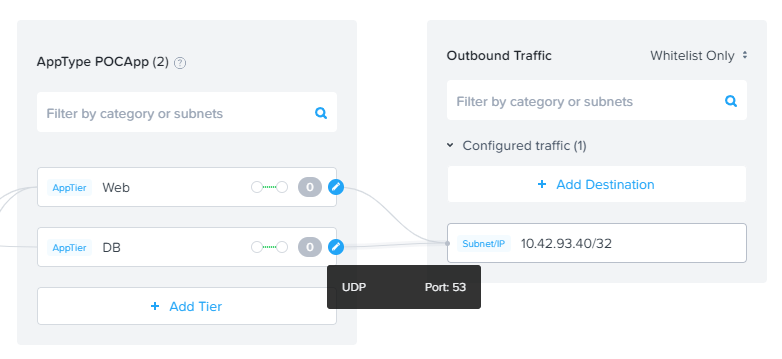 AppType POCApp (2) ?
Filter by category or subnets
AppTier Web 0
AppTier DB 0
+ Add Tier
UDP Port: 53
Outbound Traffic Whitelist Only
Filter by category or subnets
Configured traffic (1)
+ Add Destination
Subnet/IP 10.42.93.40/32